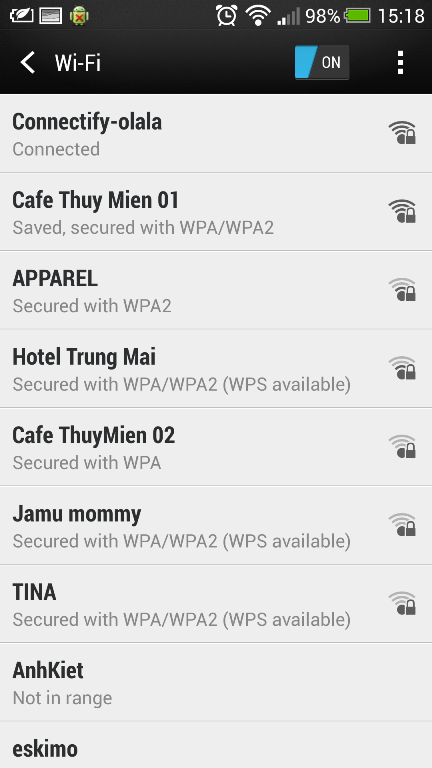 98% 15:18
Wi-Fi
ON
Connectify-olala
Connected
Cafe Thuy Mien 01
Saved, secured with WPA/WPA2
APPAREL
Secured with WPA2
Hotel Trung Mai
Secured with WPA/WPA2 (WPS available)
Cafe ThuyMien 02
Secured with WPA
Jamu mommy
Secured with WPA/WPA2 (WPS available)
TINA
Secured with WPA/WPA2 (WPS available)
AnhKiet
Not in range
eskimo